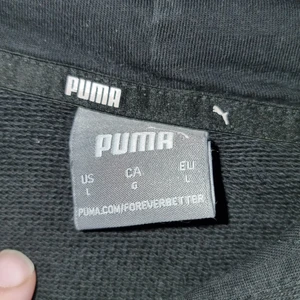 PUMA
PUMA
US CA EU
L G L
PUMA.COM/FOREVERBETTER